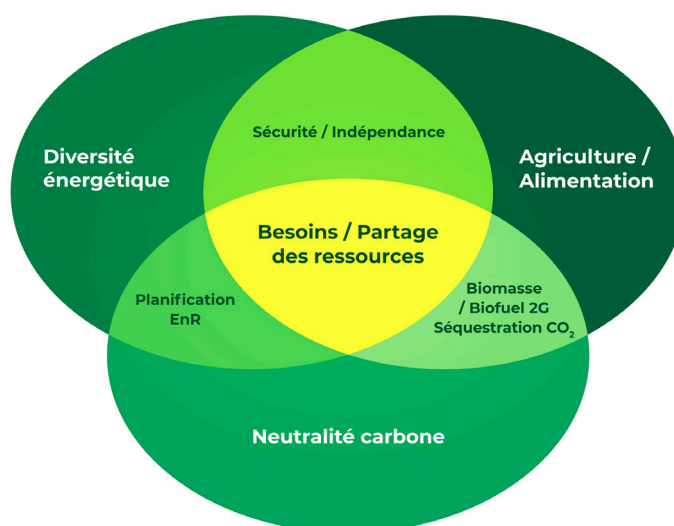 Sécurité / Indépendance
Diversité
énergétique
Agriculture /
Alimentation
Besoins / Partage
des ressources
Planification
EnR
Biomasse
/ Biofuel 2G
Séquestration CO₂
Neutralité carbone